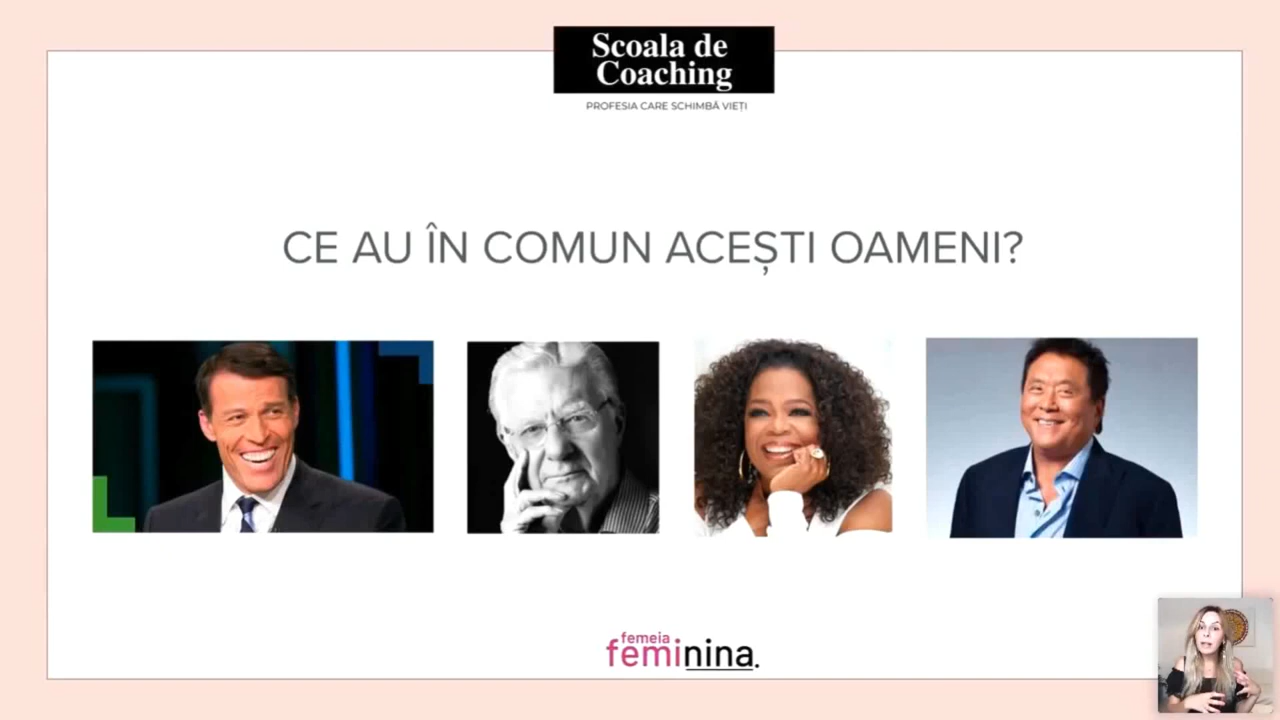 Scoala de
Coaching
PROFESIA CARE SCHIMBĂ VIEȚI
CE AU ÎN COMUN ACEȘTI OAMENI?
femeia
feminina.